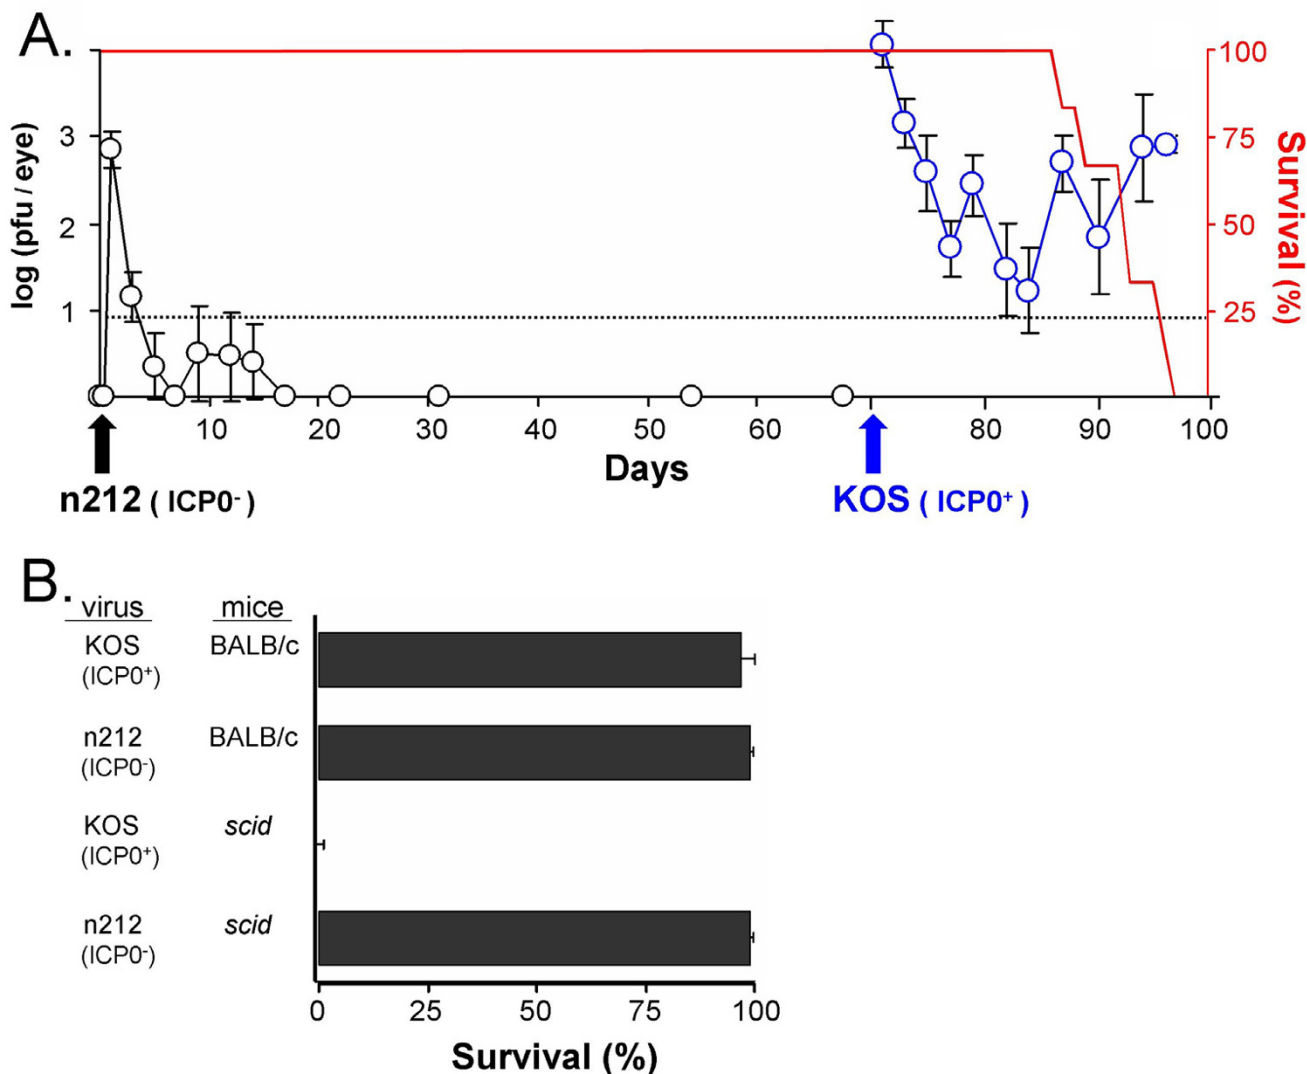 A.
log (pfu / eye)
3
2
1
100
75
50
25
Survival (%)
10 20 30 40 50 60 80 90 100
Days
n212 ( ICP0⁻ )
KOS ( ICP0⁺ )
B.
virus mice
KOS BALB/c
(ICP0⁺)
n212 BALB/c
(ICP0⁻)
KOS scid
(ICP0⁺)
n212 scid
(ICP0⁻)
0 25 50 75 100
Survival (%)